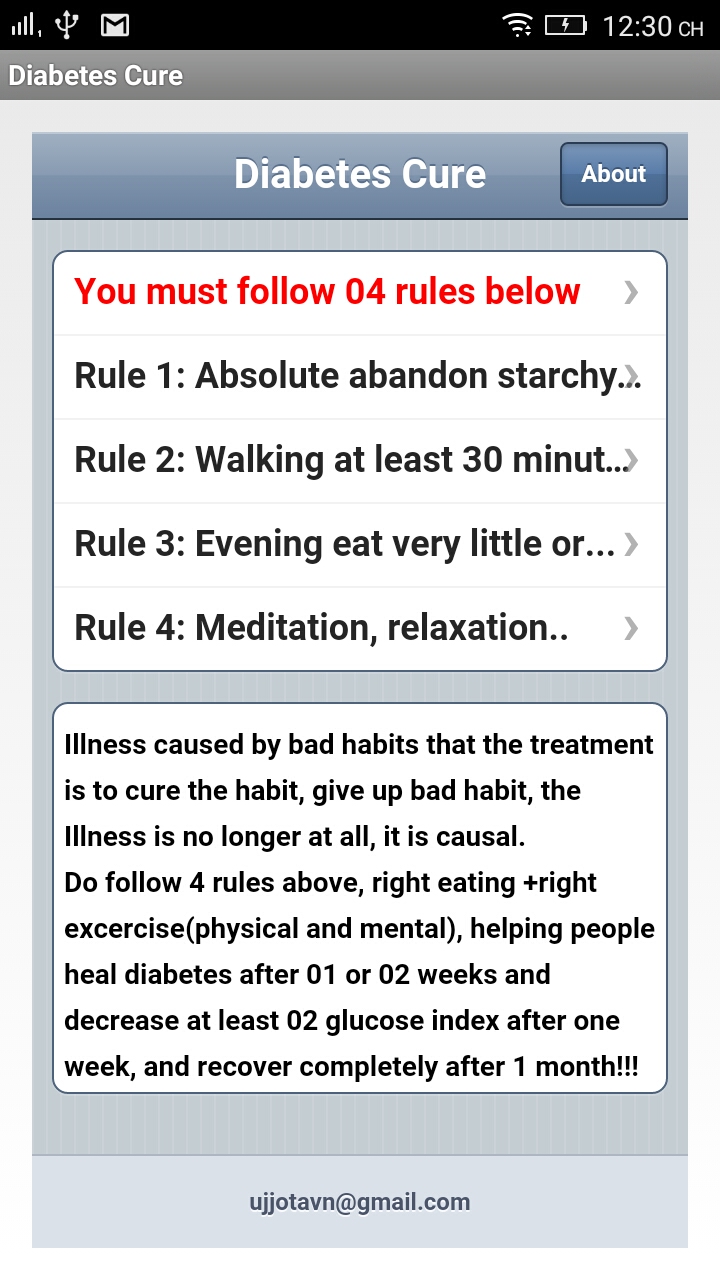 12:30 CH
Diabetes Cure
Diabetes Cure
About
You must follow 04 rules below
Rule 1: Absolute abandon starchy...
Rule 2: Walking at least 30 minut...
Rule 3: Evening eat very little or...
Rule 4: Meditation, relaxation..
Illness caused by bad habits that the treatment
is to cure the habit, give up bad habit, the
Illness is no longer at all, it is causal.
Do follow 4 rules above, right eating +right
excercise(physical and mental), helping people
heal diabetes after 01 or 02 weeks and
decrease at least 02 glucose index after one
week, and recover completely after 1 month!!!
ujjotavn@gmail.com